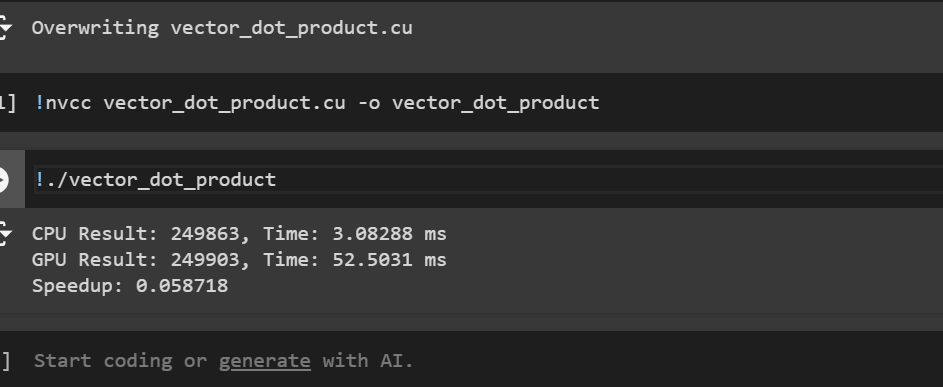 Overwriting vector_dot_product.cu
1] !nvcc vector_dot_product.cu -o vector_dot_product
!./vector_dot_product
CPU Result: 249863, Time: 3.08288 ms
GPU Result: 249903, Time: 52.5031 ms
Speedup: 0.058718
] Start coding or generate with AI.